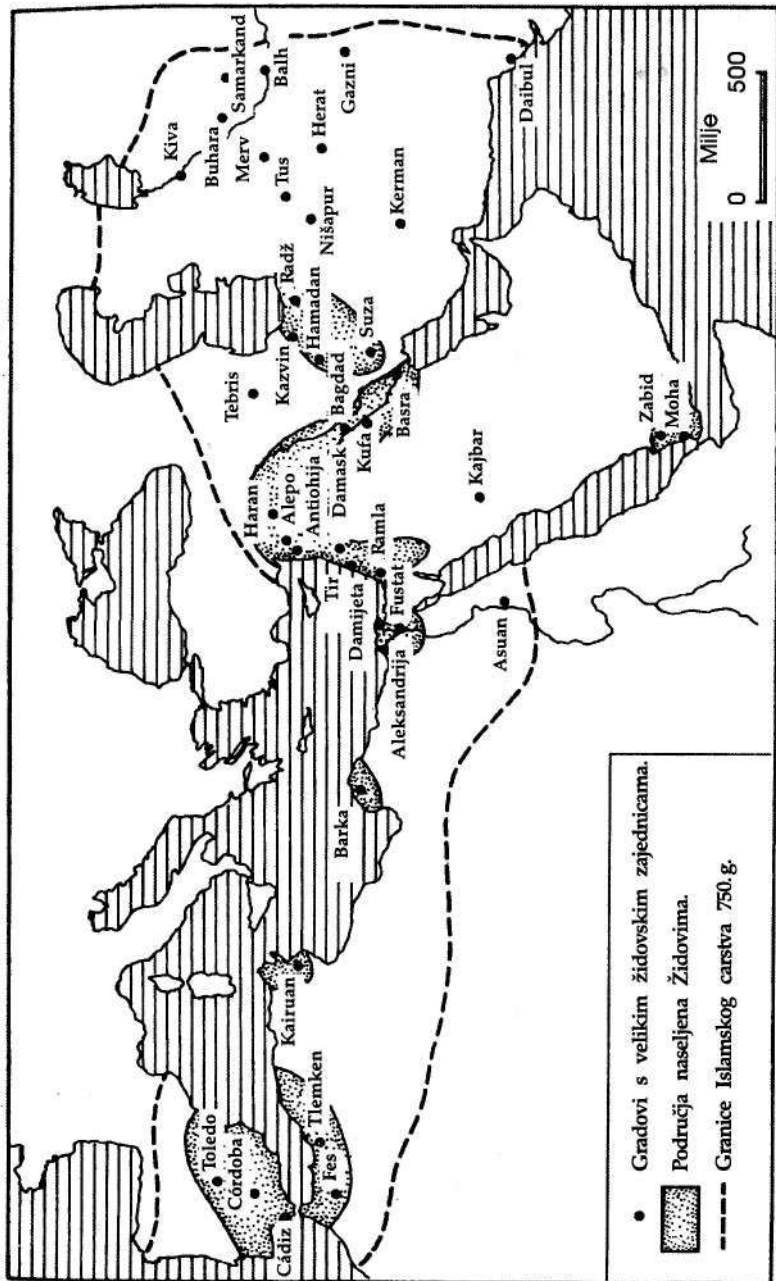 Toledo
Córdoba
Cádiz
Fes
Tlemken
Kairuan
Barka
Aleksandrija
Damijeta
Fustat
Ramla
Tir
Damask
Antiohija
Alepo
Haran
Asuan
Kajbar
Kufa
Basra
Bagdad
Tebris
Kazvin
Hamadan
Radž
Suza
Zabid
Moha
Nišapur
Tus
Merv
Kiva
Buhara
Samarkand
Balh
Herat
Gazni
Kerman
Daibul
Milje
0 500
Gradovi s velikim židovskim zajednicama.
Područja naseljena Židovima.
Granice Islamskog carstva 750. g.